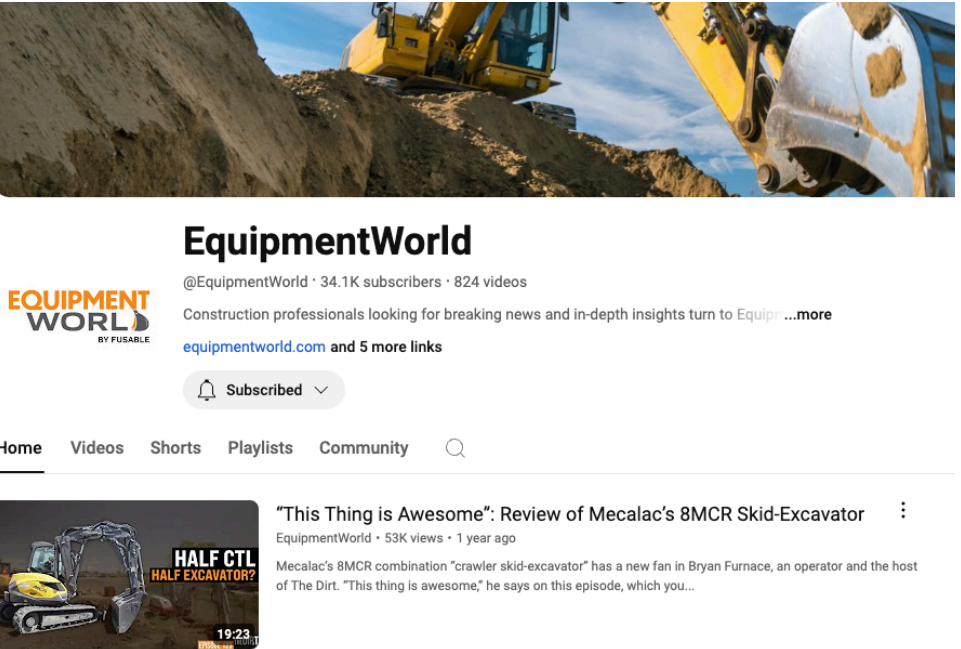 EquipmentWorld
@EquipmentWorld · 34.1K subscribers · 824 videos
EQUIPMENT
WORLD
BY FUSABLE
Construction professionals looking for breaking news and in-depth insights turn to Equipm...more
equipmentworld.com and 5 more links
Subscribed
Home Videos Shorts Playlists Community
“This Thing is Awesome“: Review of Mecalac’s 8MCR Skid-Excavator
EquipmentWorld • 53K views • 1 year ago
Mecalac’s 8MCR combination “crawler skid-excavator” has a new fan in Bryan Furnace, an operator and the host
of The Dirt. “This thing is awesome,” he says on this episode, which you...
HALF CTL
HALF EXCAVATOR?
19:23